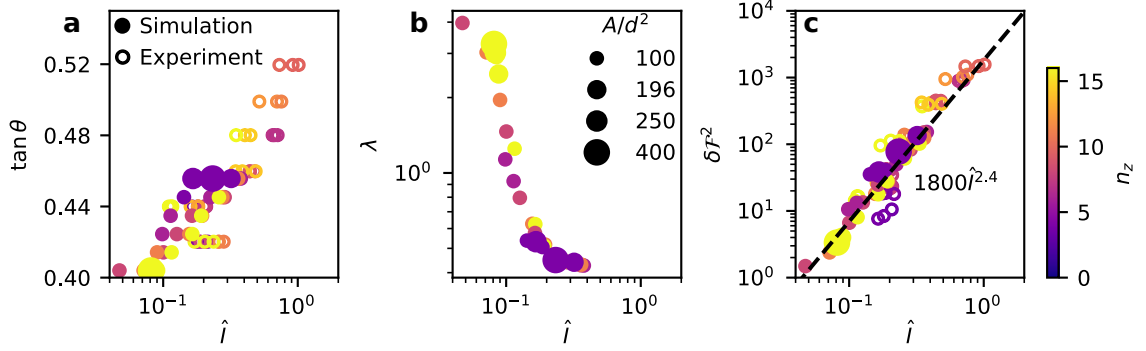 a
Simulation
Experiment
tan θ
0.52
0.48
0.44
0.40
10⁻¹
10⁰
Î
b
A/d²
100
196
250
400
λ
10⁰
10⁻¹
10⁰
Î
c
δℱ²
10⁴
10³
10²
10¹
10⁰
1800Î²·⁴
10⁻¹
10⁰
Î
15
10
5
0
n_z